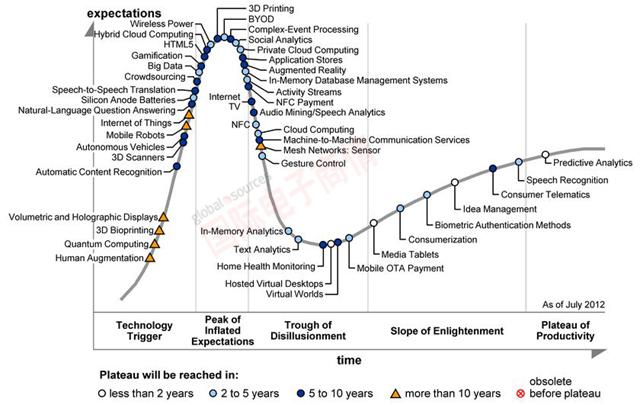 expectations
3D Printing
BYOD
Complex-Event Processing
Social Analytics
Private Cloud Computing
Application Stores
Augmented Reality
In-Memory Database Management Systems
Activity Streams
NFC Payment
Audio Mining/Speech Analytics
Wireless Power
Hybrid Cloud Computing
HTML5
Gamification
Big Data
Crowdsourcing
Speech-to-Speech Translation
Silicon Anode Batteries
Natural-Language Question Answering
Internet of Things
Mobile Robots
Autonomous Vehicles
3D Scanners
Automatic Content Recognition
Volumetric and Holographic Displays
3D Bioprinting
Quantum Computing
Human Augmentation
Internet
TV
NFC
Cloud Computing
Machine-to-Machine Communication Services
Mesh Networks: Sensor
Gesture Control
In-Memory Analytics
Text Analytics
Home Health Monitoring
Hosted Virtual Desktops
Virtual Worlds
Mobile OTA Payment
Media Tablets
Consumerization
Biometric Authentication Methods
Idea Management
Consumer Telematics
Speech Recognition
Predictive Analytics
global sources
国际电子商情
As of July 2012
Technology
Trigger
Peak of
Inflated
Expectations
Trough of
Disillusionment
Slope of Enlightenment
Plateau of
Productivity
time
Plateau will be reached in:
less than 2 years
2 to 5 years
5 to 10 years
more than 10 years
obsolete
before plateau